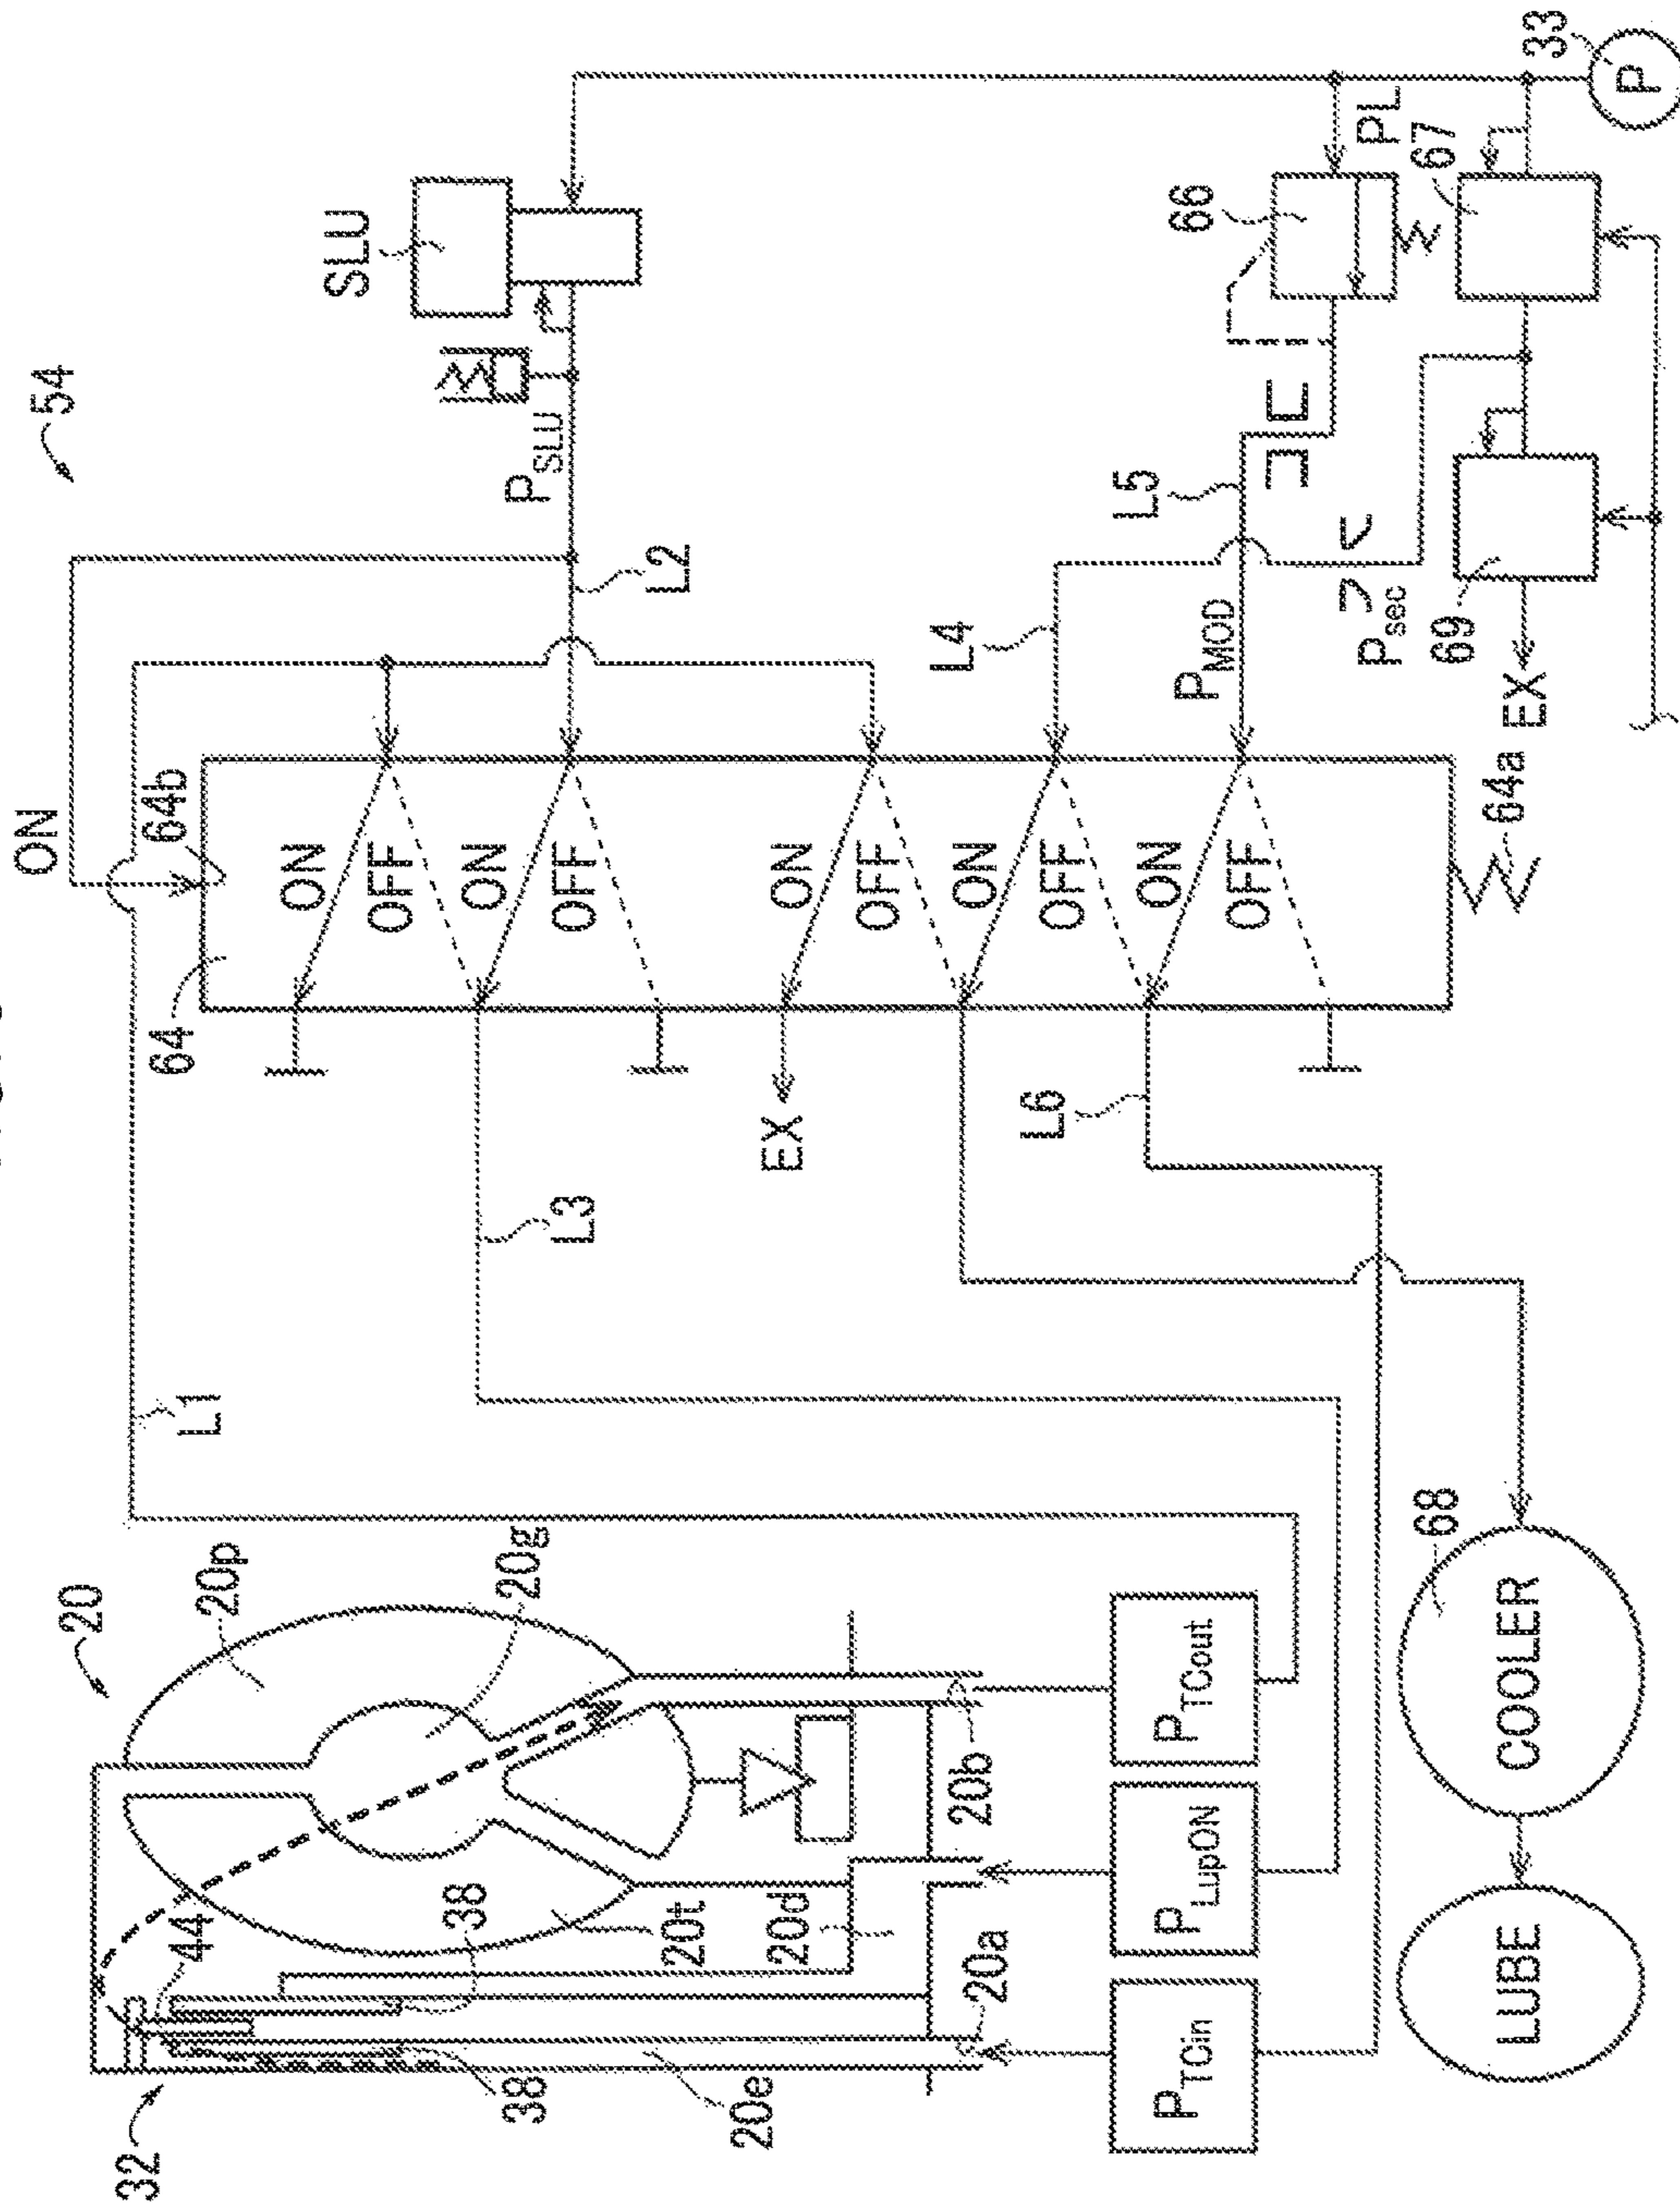 54
ON
SLU
P_SLU
L1
64
64b
ON
OFF
ON
OFF
L2
L3
ON
OFF
EX
ON
OFF
L4
L5
P_MOD
ON
OFF
L6
66
PL
67
33
P
P_sec
69
EX
64a
20
20p
20g
32
44
38
38
20t
20d
20e
20a
20b
P_TCin
P_LupON
P_TCout
68
COOLER
LUBE